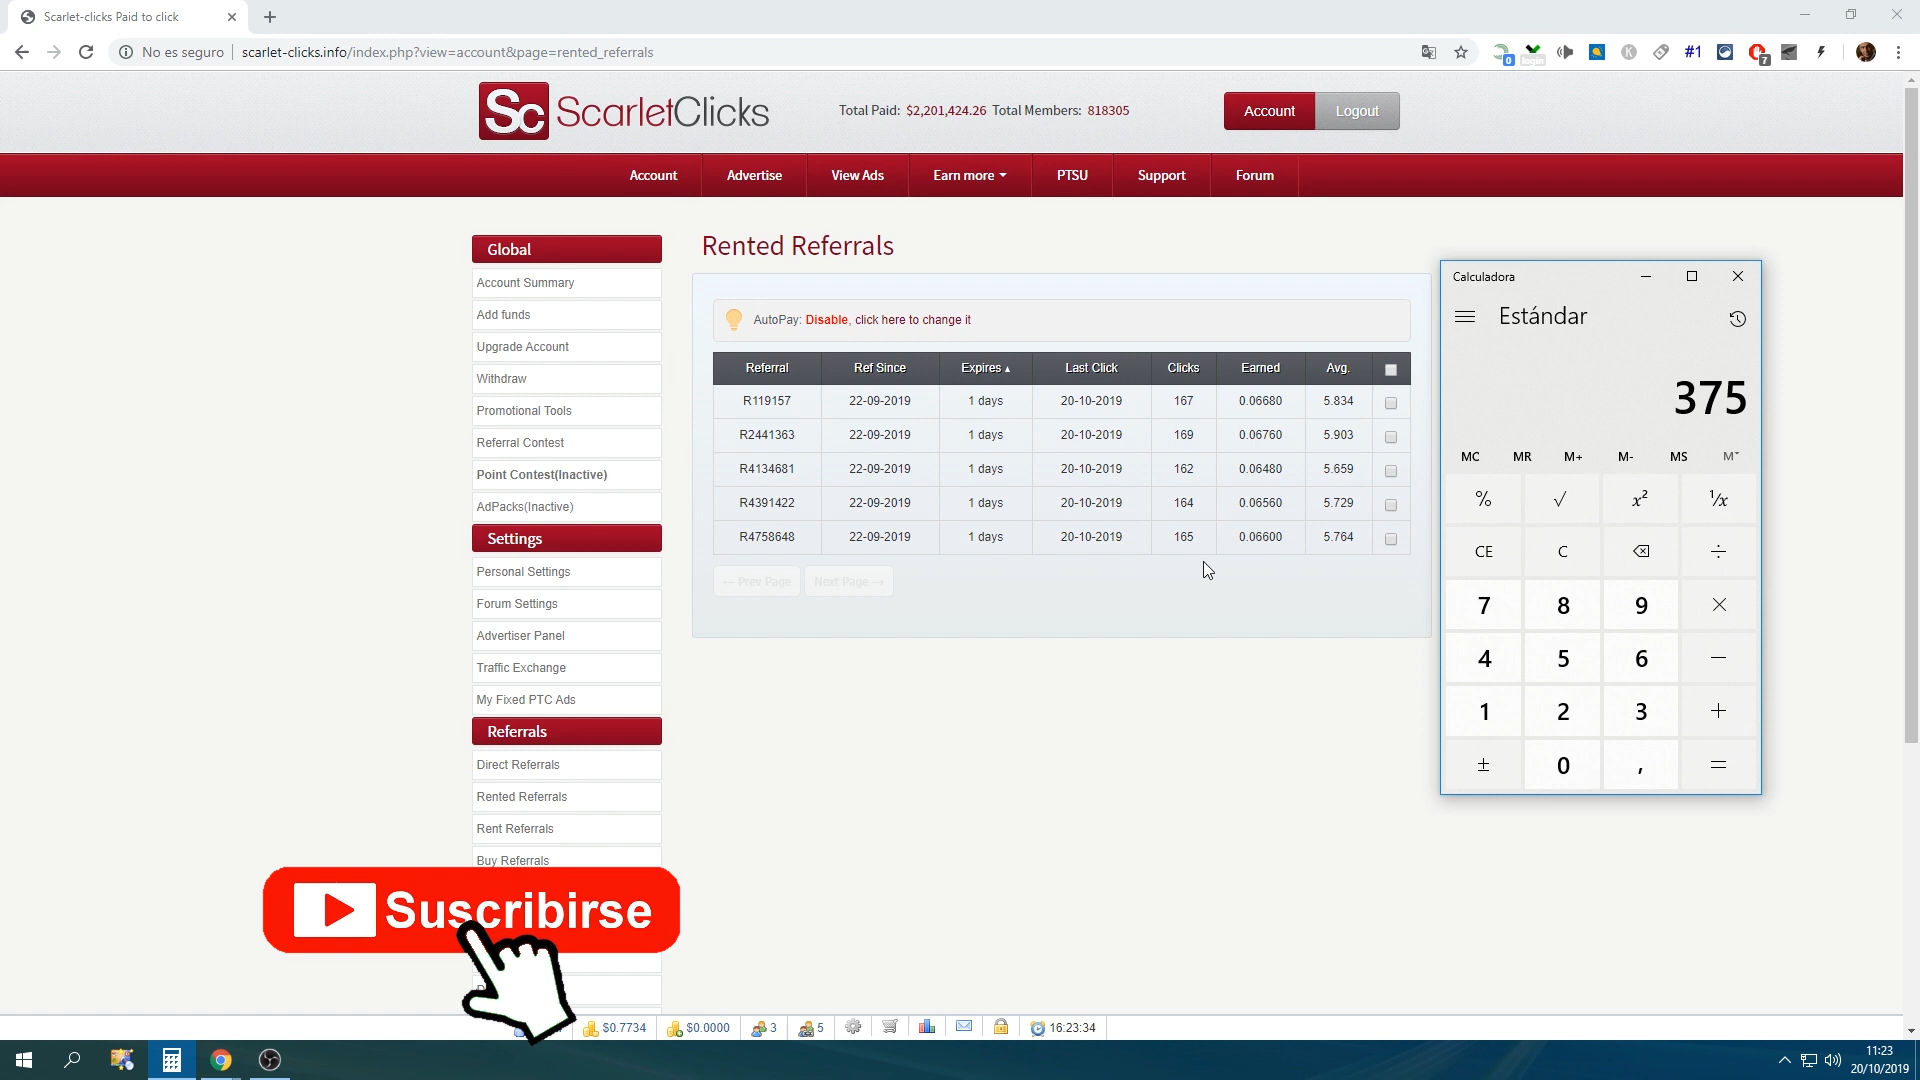 Scarlet-clicks Paid to click
No es seguro
scarlet-clicks.info/index.php?view=account&page=rented_referrals
0
login
K
#1
7
Sc ScarletClicks
Total Paid: $2,201,424.26 Total Members: 818305
Account
Logout
Account
Advertise
View Ads
Earn more
PTSU
Support
Forum
Global
Account Summary
Add funds
Upgrade Account
Withdraw
Promotional Tools
Referral Contest
Point Contest(Inactive)
AdPacks(Inactive)
Settings
Personal Settings
Forum Settings
Advertiser Panel
Traffic Exchange
My Fixed PTC Ads
Referrals
Direct Referrals
Rented Referrals
Rent Referrals
Buy Referrals
Rented Referrals
AutoPay: Disable, click here to change it
Referral Ref Since Expires Last Click Clicks Earned Avg.
R119157 22-09-2019 1 days 20-10-2019 167 0.06680 5.834
R2441363 22-09-2019 1 days 20-10-2019 169 0.06760 5.903
R4134681 22-09-2019 1 days 20-10-2019 162 0.06480 5.659
R4391422 22-09-2019 1 days 20-10-2019 164 0.06560 5.729
R4758648 22-09-2019 1 days 20-10-2019 165 0.06600 5.764
← Prev Page
Next Page →
Calculadora
Estándar
375
MC MR M+ M- MS M˅
% √ x² ¹/x
CE C ⌫ ÷
7 8 9 ×
4 5 6 −
1 2 3 +
± 0 , =
Suscribirse
$0.7734
$0.0000
3
5
16:23:34
11:23
20/10/2019